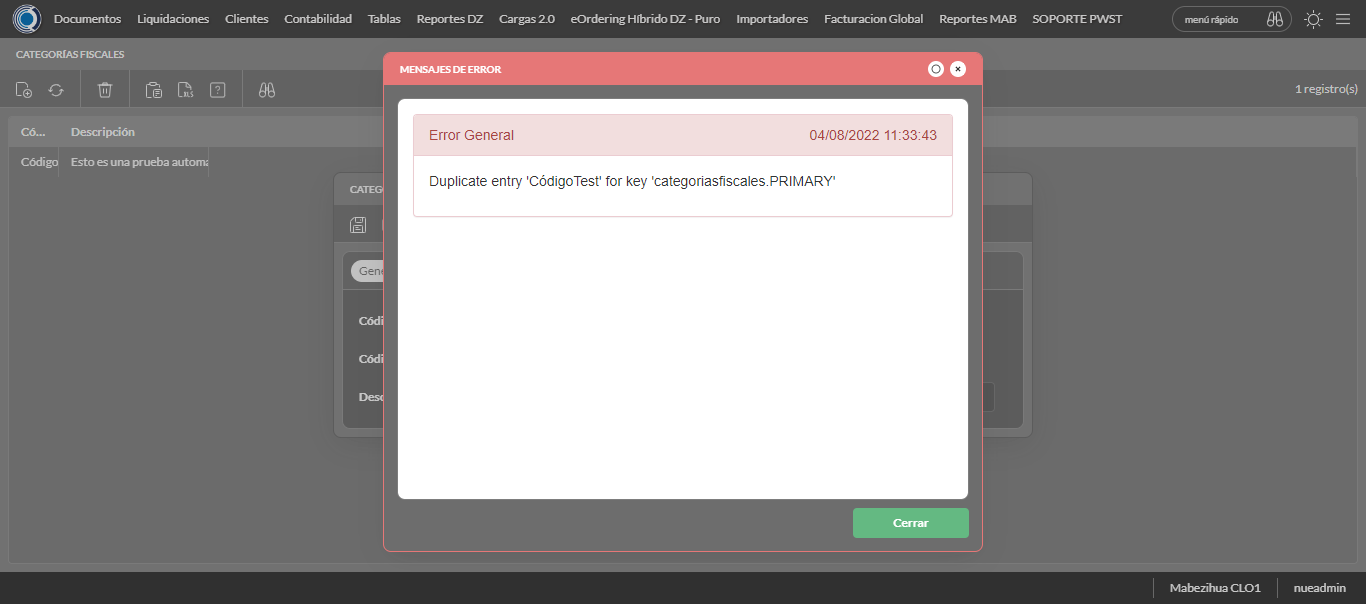 Documentos Liquidaciones Clientes Contabilidad Tablas Reportes DZ Cargas 2.0 eOrdering Híbrido DZ - Puro Importadores Facturacion Global Reportes MAB SOPORTE PWST menú rápido
CATEGORÍAS FISCALES
MENSAJES DE ERROR
XLS ? 1 registro(s)
Có... Descripción
Error General 04/08/2022 11:33:43
Código Esto es una prueba automa
Duplicate entry 'CódigoTest' for key 'categoriasfiscales.PRIMARY'
CATEG
Gene
Códi
Códi
Desc
Cerrar
Mabezihua CLO1 nueadmin